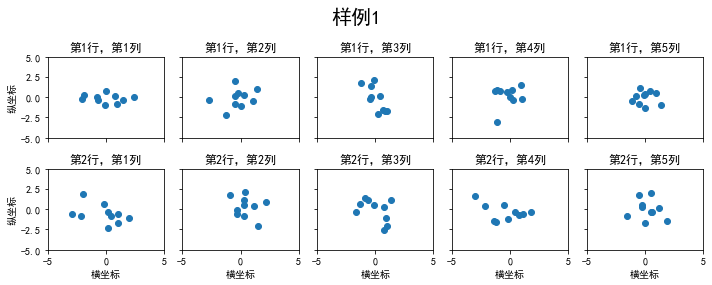 样例1
第1行，第1列 第1行，第2列 第1行，第3列 第1行，第4列 第1行，第5列
5.0
2.5
0.0
2.5
5.0
纵坐标
第2行，第1列 第2行，第2列 第2行，第3列 第2行，第4列 第2行，第5列
5.0
2.5
0.0
2.5
5.0
纵坐标
5 0 5 5 0 5 5 0 5 5 0 5 5 0 5
横坐标 横坐标 横坐标 横坐标 横坐标